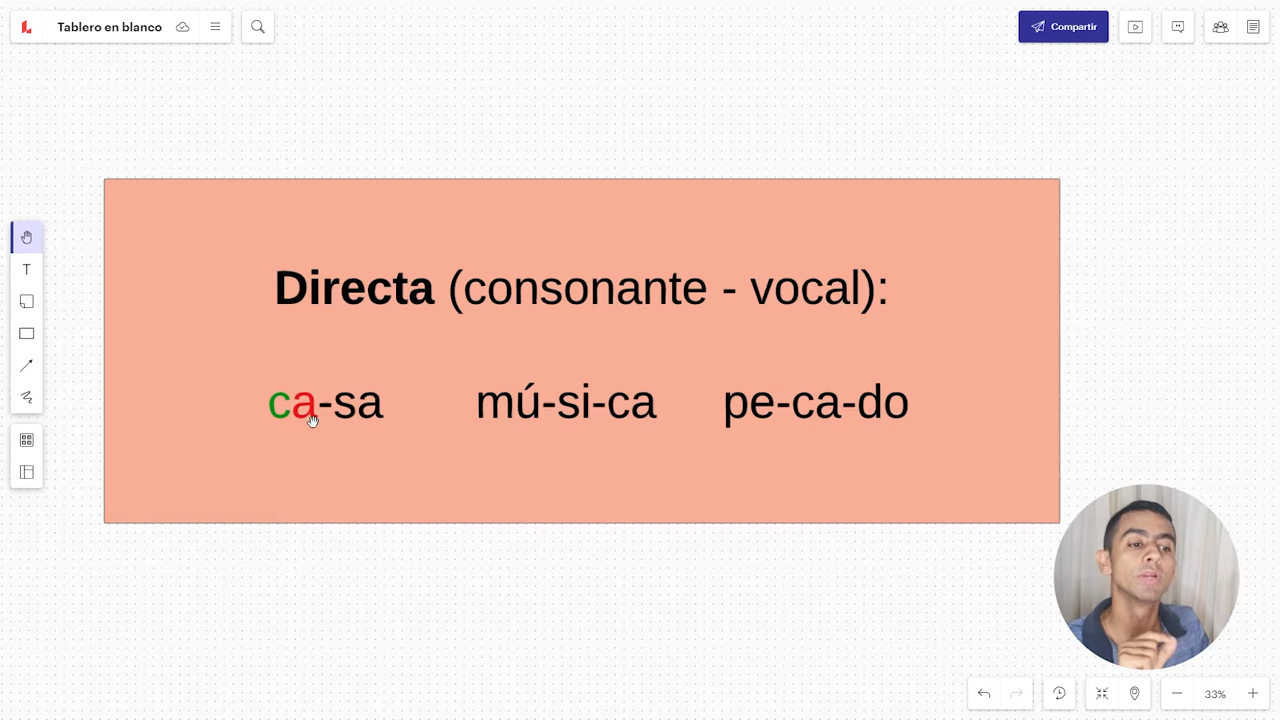 Tablero en blanco
Compartir
Directa (consonante - vocal):
ca-sa mú-si-ca pe-ca-do
T
33%